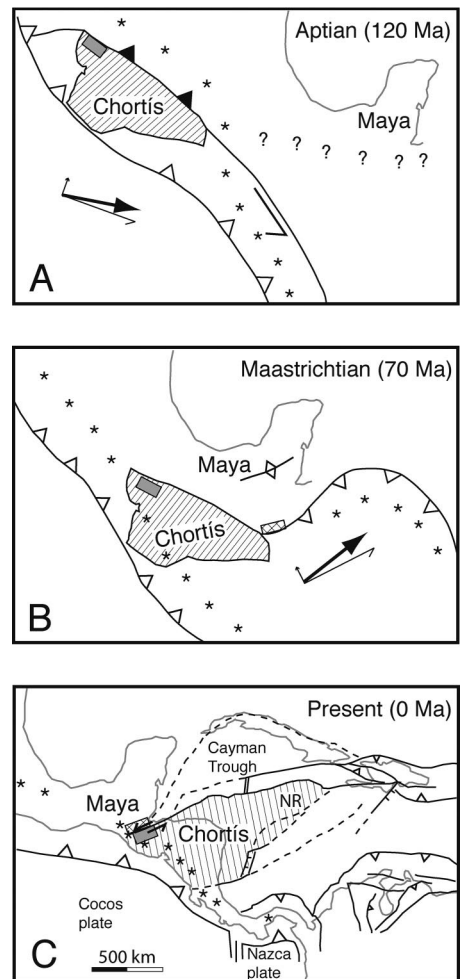 Aptian (120 Ma)
Chortís
Maya
? ? ? ? ? ?
A
Maastrichtian (70 Ma)
Maya
Chortís
B
Present (0 Ma)
Cayman
Trough
Maya
NR
Chortís
Cocos
plate
C
500 km
Nazca
plate